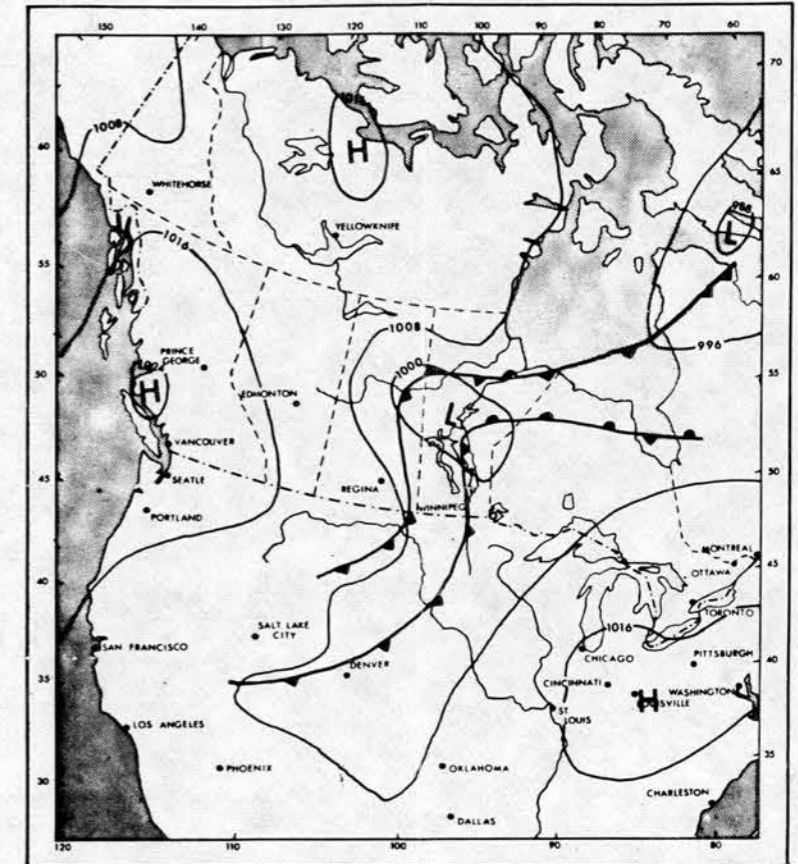 150 140 130 120 110 100 90 80 70 60
70
1008
H
60
WHITEHORSE
65
YELLOWKNIFE
988
L
1016
55
60
1008
996
1000
PRINCE
GEORGE
50
H
55
EDMONTON
L
VANCOUVER
45
SEATLE
REGINA
50
WINNIPEG
PORTLAND
MONTREAL
OTTAWA
45
40
TORONTO
1016
SALT LAKE
CITY
SAN FRANCISCO
CHICAGO
PITTSBURGH
40
35
DENVER
CINCINNATI
WASHINGTON
H
ST.
LOUIS
LOS ANGELES
35
30
PHOENIX
OKLAHOMA
CHARLESTON
DALLAS
120 110 100 90 80